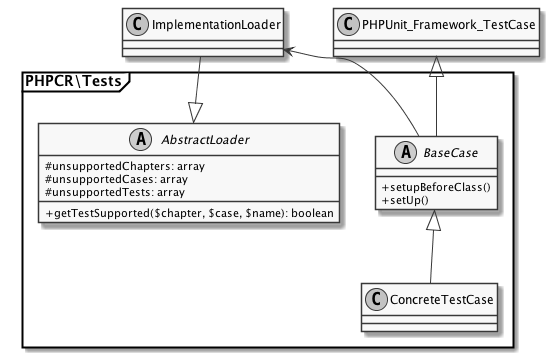 C ImplementationLoader
C PHPUnit_Framework_TestCase
PHPCR\Tests
A AbstractLoader
#unsupportedChapters: array
#unsupportedCases: array
#unsupportedTests: array
+getTestSupported($chapter, $case, $name): boolean
A BaseCase
+setupBeforeClass()
+setUp()
C ConcreteTestCase